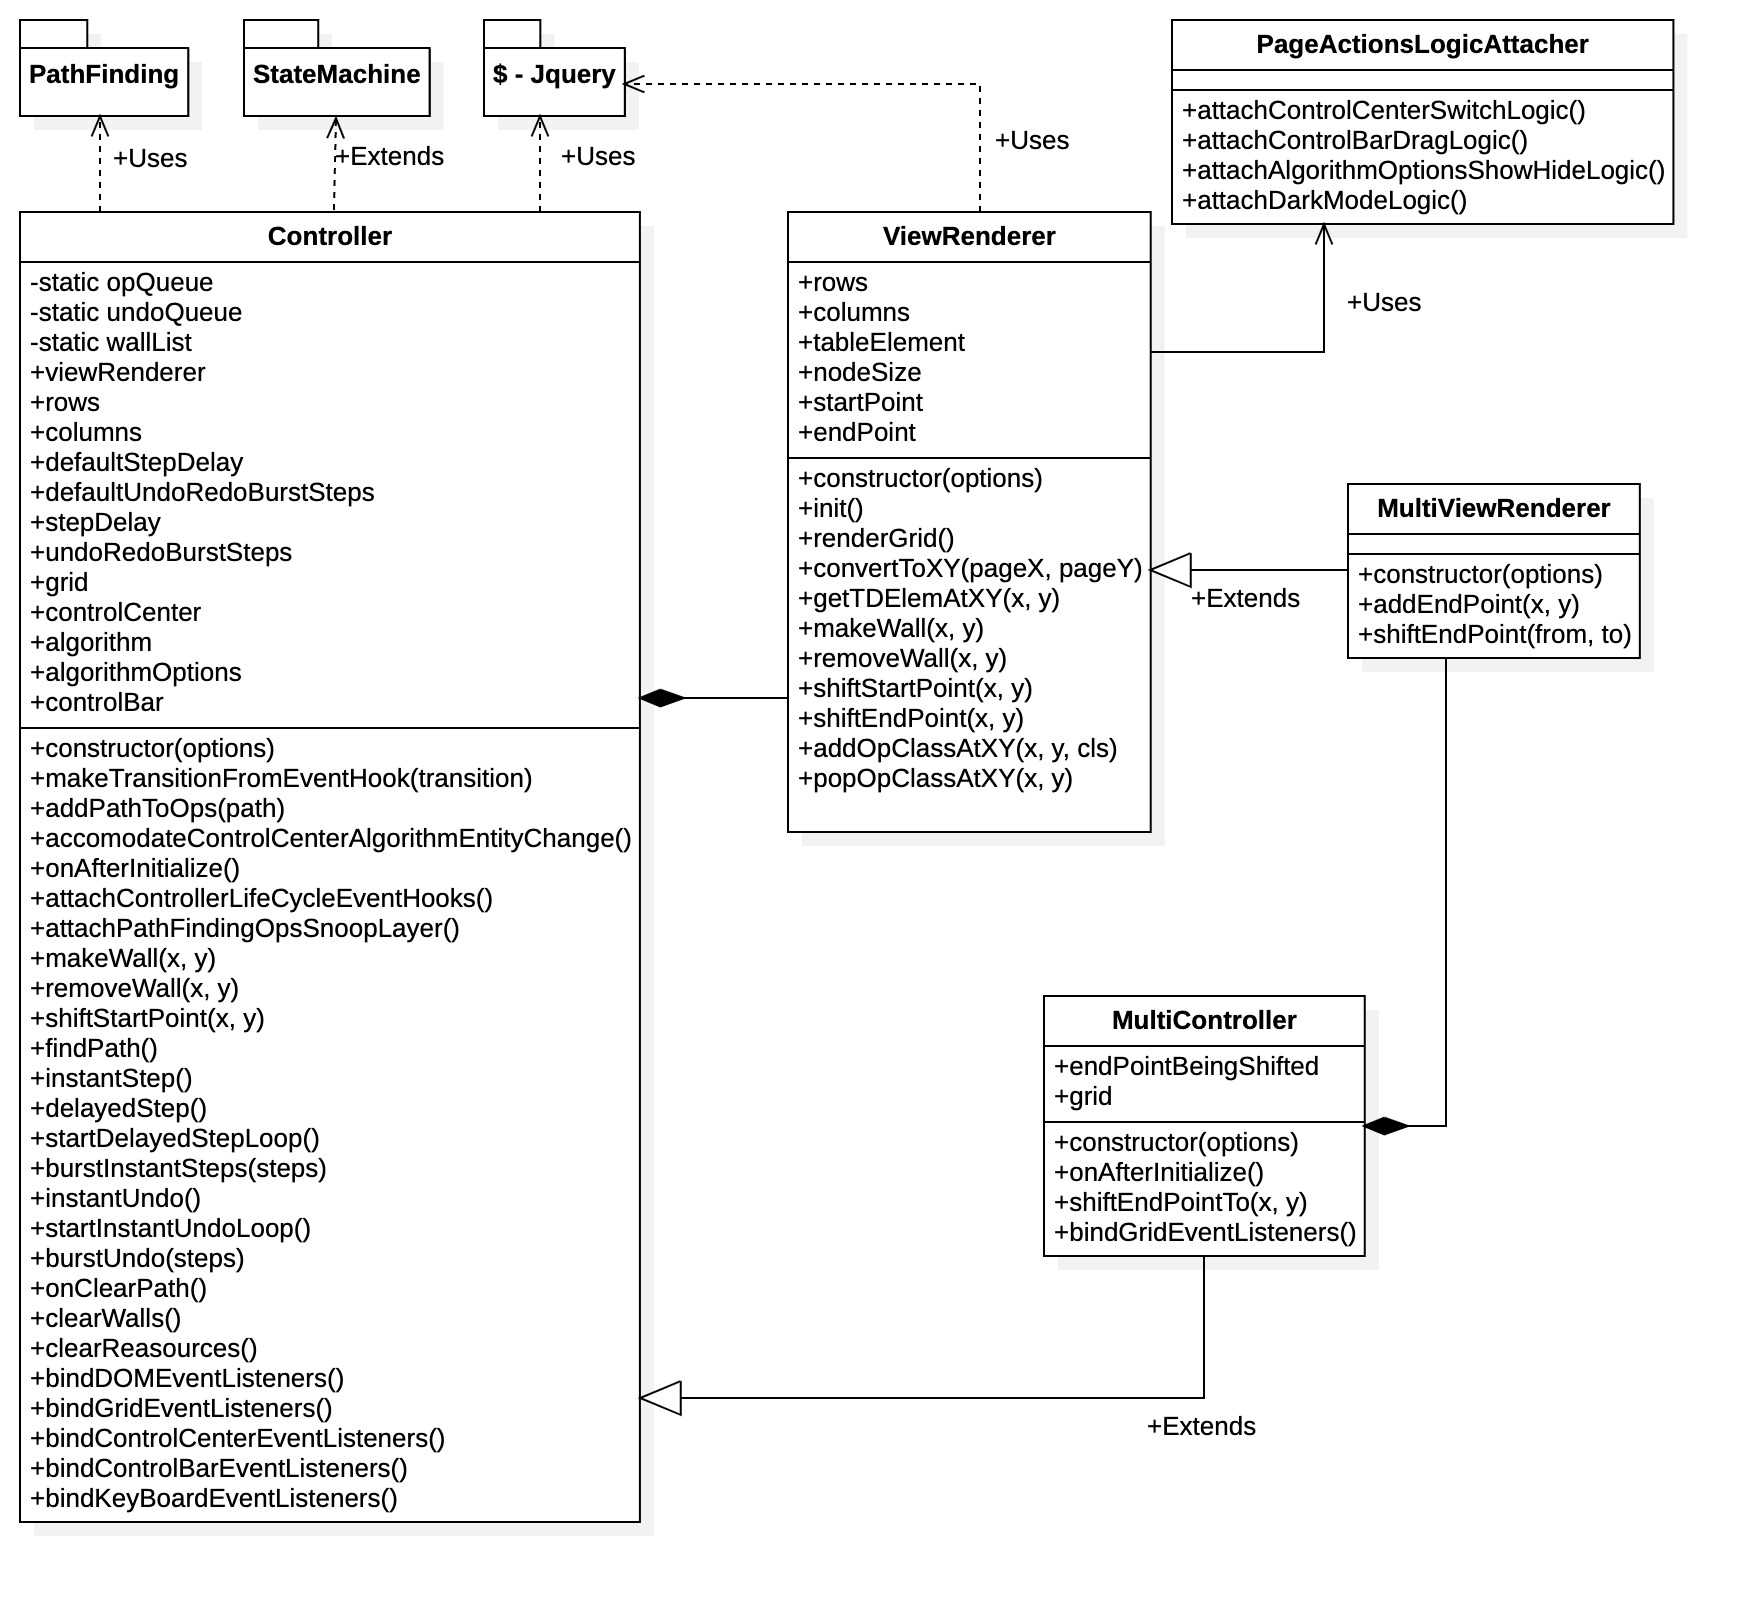 PathFinding
StateMachine
$ - Jquery
+Uses
+Extends
+Uses
+Uses
PageActionsLogicAttacher
+attachControlCenterSwitchLogic()
+attachControlBarDragLogic()
+attachAlgorithmOptionsShowHideLogic()
+attachDarkModeLogic()
+Uses
Controller
-static opQueue
-static undoQueue
-static wallList
+viewRenderer
+rows
+columns
+defaultStepDelay
+defaultUndoRedoBurstSteps
+stepDelay
+undoRedoBurstSteps
+grid
+controlCenter
+algorithm
+algorithmOptions
+controlBar
+constructor(options)
+makeTransitionFromEventHook(transition)
+addPathToOps(path)
+accomodateControlCenterAlgorithmEntityChange()
+onAfterInitialize()
+attachControllerLifeCycleEventHooks()
+attachPathFindingOpsSnoopLayer()
+makeWall(x, y)
+removeWall(x, y)
+shiftStartPoint(x, y)
+findPath()
+instantStep()
+delayedStep()
+startDelayedStepLoop()
+burstInstantSteps(steps)
+instantUndo()
+startInstantUndoLoop()
+burstUndo(steps)
+onClearPath()
+clearWalls()
+clearReasources()
+bindDOMEventListeners()
+bindGridEventListeners()
+bindControlCenterEventListeners()
+bindControlBarEventListeners()
+bindKeyBoardEventListeners()
ViewRenderer
+rows
+columns
+tableElement
+nodeSize
+startPoint
+endPoint
+constructor(options)
+init()
+renderGrid()
+convertToXY(pageX, pageY)
+getTDElemAtXY(x, y)
+makeWall(x, y)
+removeWall(x, y)
+shiftStartPoint(x, y)
+shiftEndPoint(x, y)
+addOpClassAtXY(x, y, cls)
+popOpClassAtXY(x, y)
+Extends
MultiViewRenderer
+constructor(options)
+addEndPoint(x, y)
+shiftEndPoint(from, to)
MultiController
+endPointBeingShifted
+grid
+constructor(options)
+onAfterInitialize()
+shiftEndPointTo(x, y)
+bindGridEventListeners()
+Extends